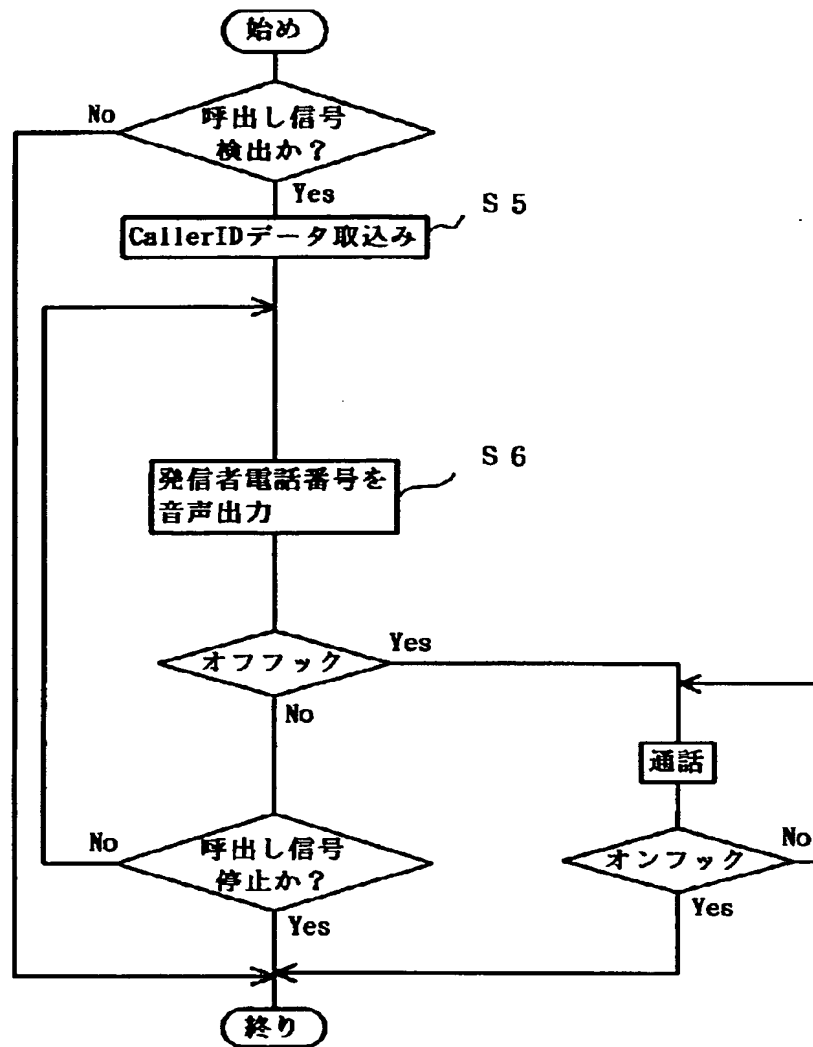 始め
No
呼出し信号
検出か？
Yes
S5
CallerIDデータ取込み
発信者電話番号を
音声出力
S6
オフフック
Yes
No
通話
No
呼出し信号
停止か？
Yes
オンフック
No
Yes
終り